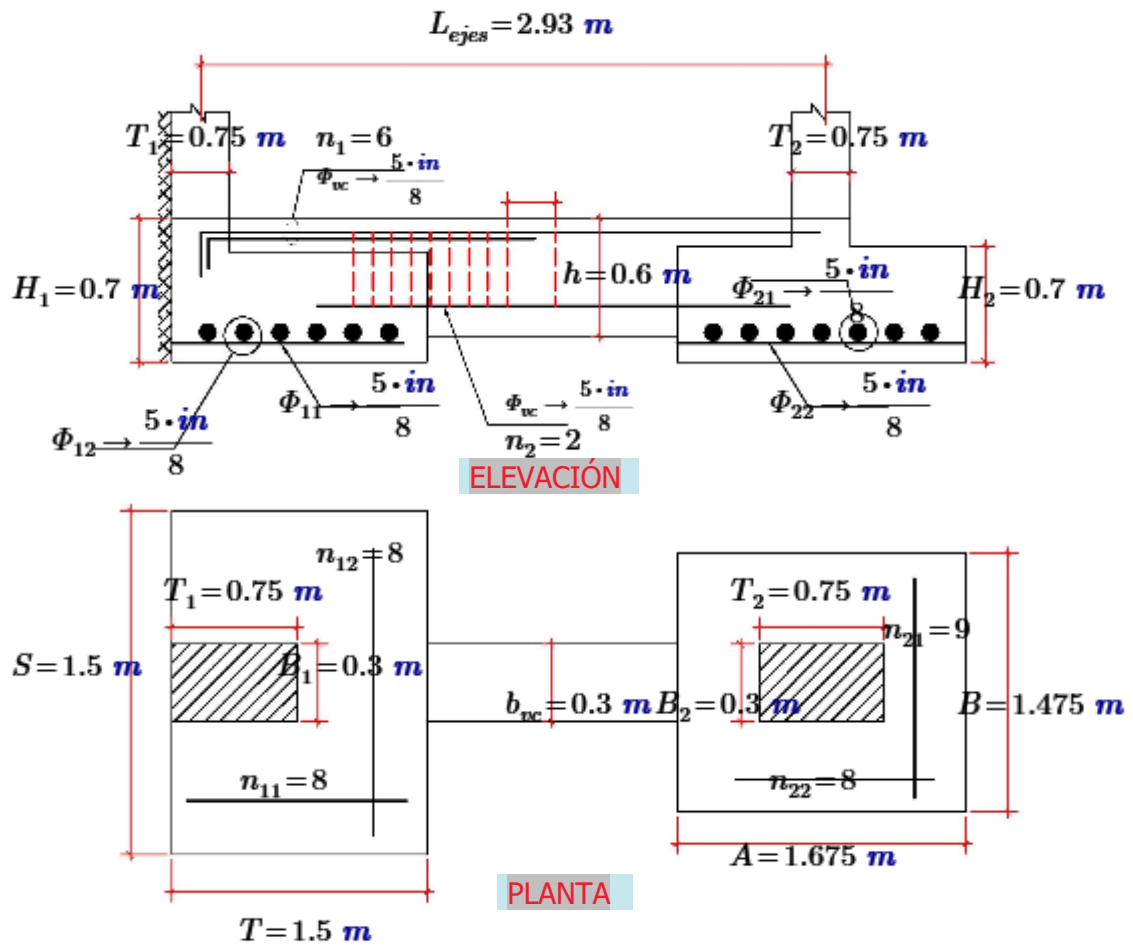 L_ejes = 2.93 m
T_1 = 0.75 m
n_1 = 6
Φ_vc → 5·in/8
T_2 = 0.75 m
H_1 = 0.7 m
h = 0.6 m
Φ_21 → 5·in/8
H_2 = 0.7 m
Φ_11 → 5·in/8
Φ_12 → 5·in/8
Φ_vc → 5·in/8
n_2 = 2
Φ_22 → 5·in/8
ELEVACIÓN
n_12 = 8
T_1 = 0.75 m
T_2 = 0.75 m
n_21 = 9
S = 1.5 m
B_1 = 0.3 m
b_vc = 0.3 m
B_2 = 0.3 m
B = 1.475 m
n_11 = 8
n_22 = 8
A = 1.675 m
PLANTA
T = 1.5 m